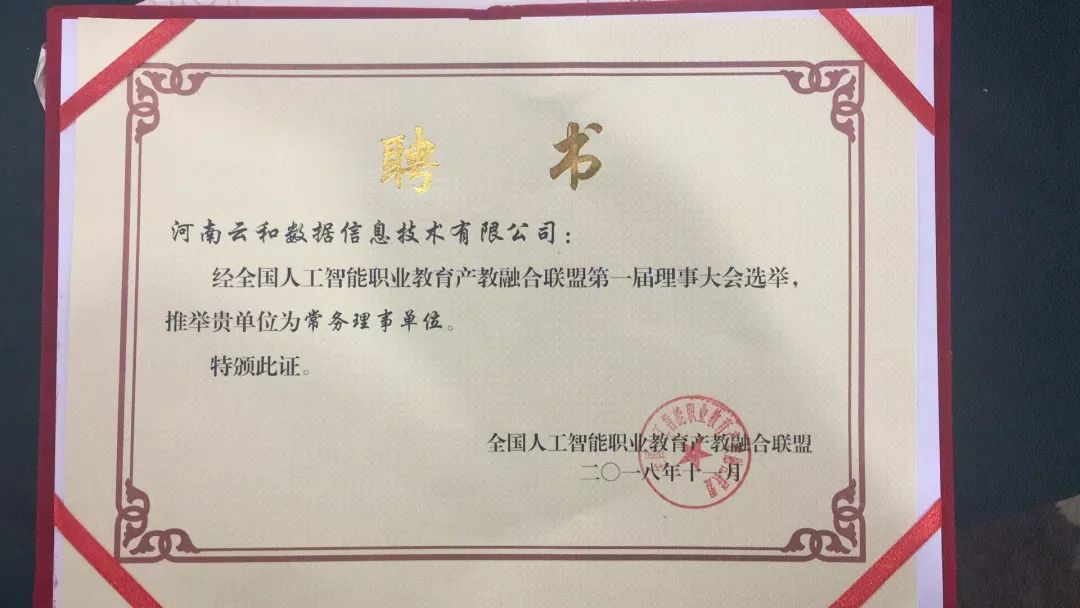 聘书
河南云和数据信息技术有限公司：
经全国人工智能职业教育产教融合联盟第一届理事大会选举，
推举贵单位为常务理事单位。
特颁此证。
全国人工智能职业教育产教融合联盟
二〇一八年十一月